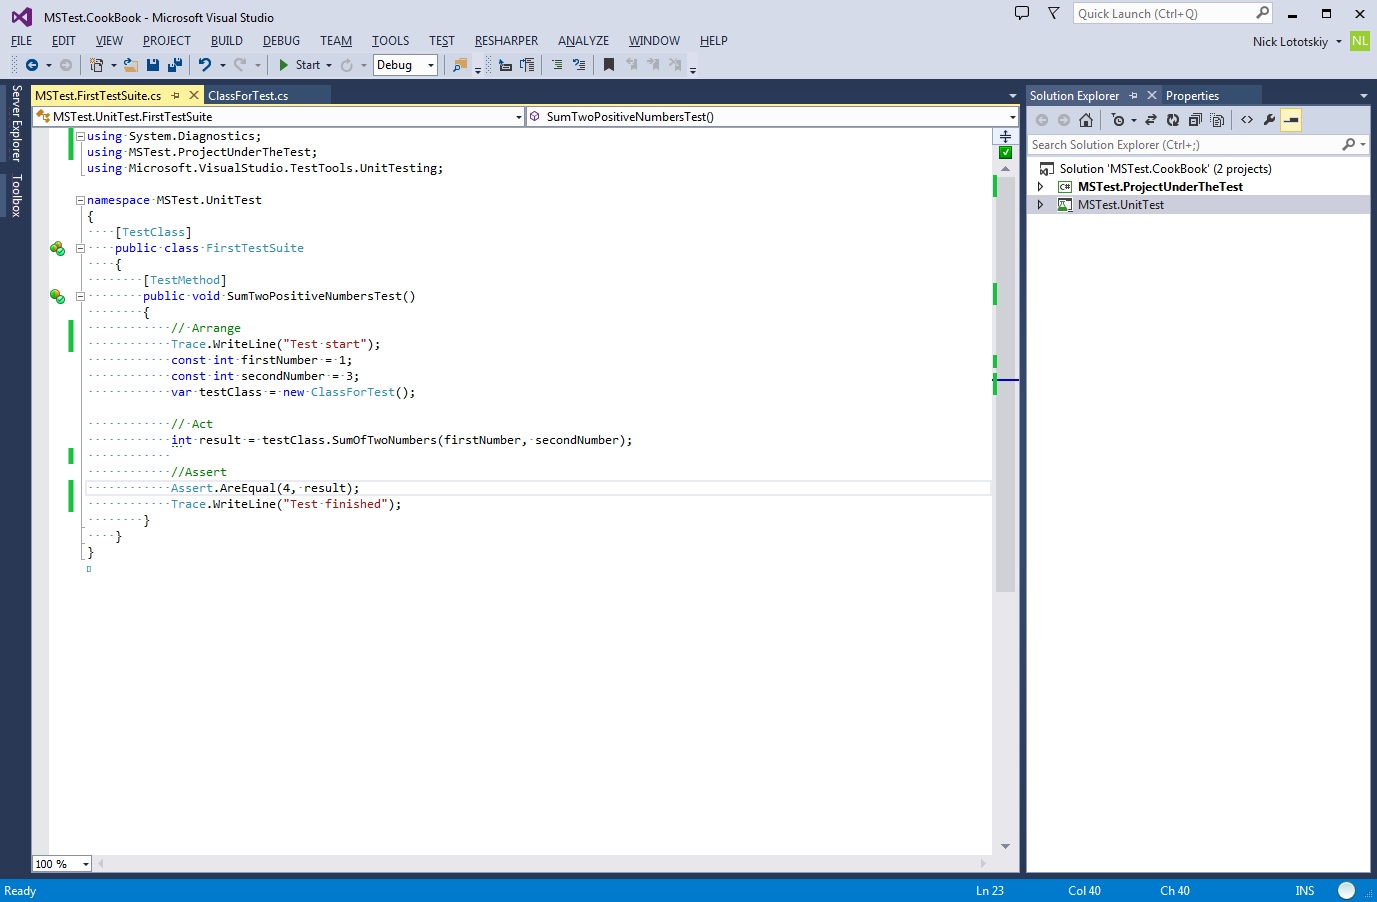 MSTest.CookBook - Microsoft Visual Studio
Quick Launch (Ctrl+Q)
FILE EDIT VIEW PROJECT BUILD DEBUG TEAM TOOLS TEST RESHARPER ANALYZE WINDOW HELP
Nick Lototskiy NL
Start Debug
Server Explorer
Toolbox
MSTest.FirstTestSuite.cs ClassForTest.cs
MSTest.UnitTest.FirstTestSuite SumTwoPositiveNumbersTest()
using System.Diagnostics;
using MSTest.ProjectUnderTheTest;
using Microsoft.VisualStudio.TestTools.UnitTesting;
namespace MSTest.UnitTest
{
[TestClass]
public class FirstTestSuite
{
[TestMethod]
public void SumTwoPositiveNumbersTest()
{
// Arrange
Trace.WriteLine("Test start");
const int firstNumber = 1;
const int secondNumber = 3;
var testClass = new ClassForTest();
// Act
int result = testClass.SumOfTwoNumbers(firstNumber, secondNumber);
//Assert
Assert.AreEqual(4, result);
Trace.WriteLine("Test finished");
}
}
}
100 %
Solution Explorer Properties
Search Solution Explorer (Ctrl+;)
Solution 'MSTest.CookBook' (2 projects)
C# MSTest.ProjectUnderTheTest
MSTest.UnitTest
Ready Ln 23 Col 40 Ch 40 INS